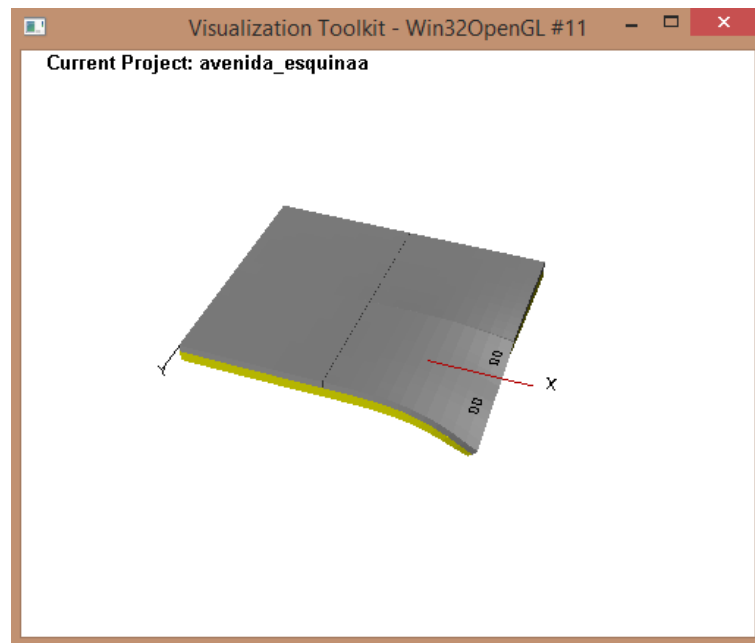 Visualization Toolkit - Win32OpenGL #11
Current Project: avenida_esquinaa
X
Y